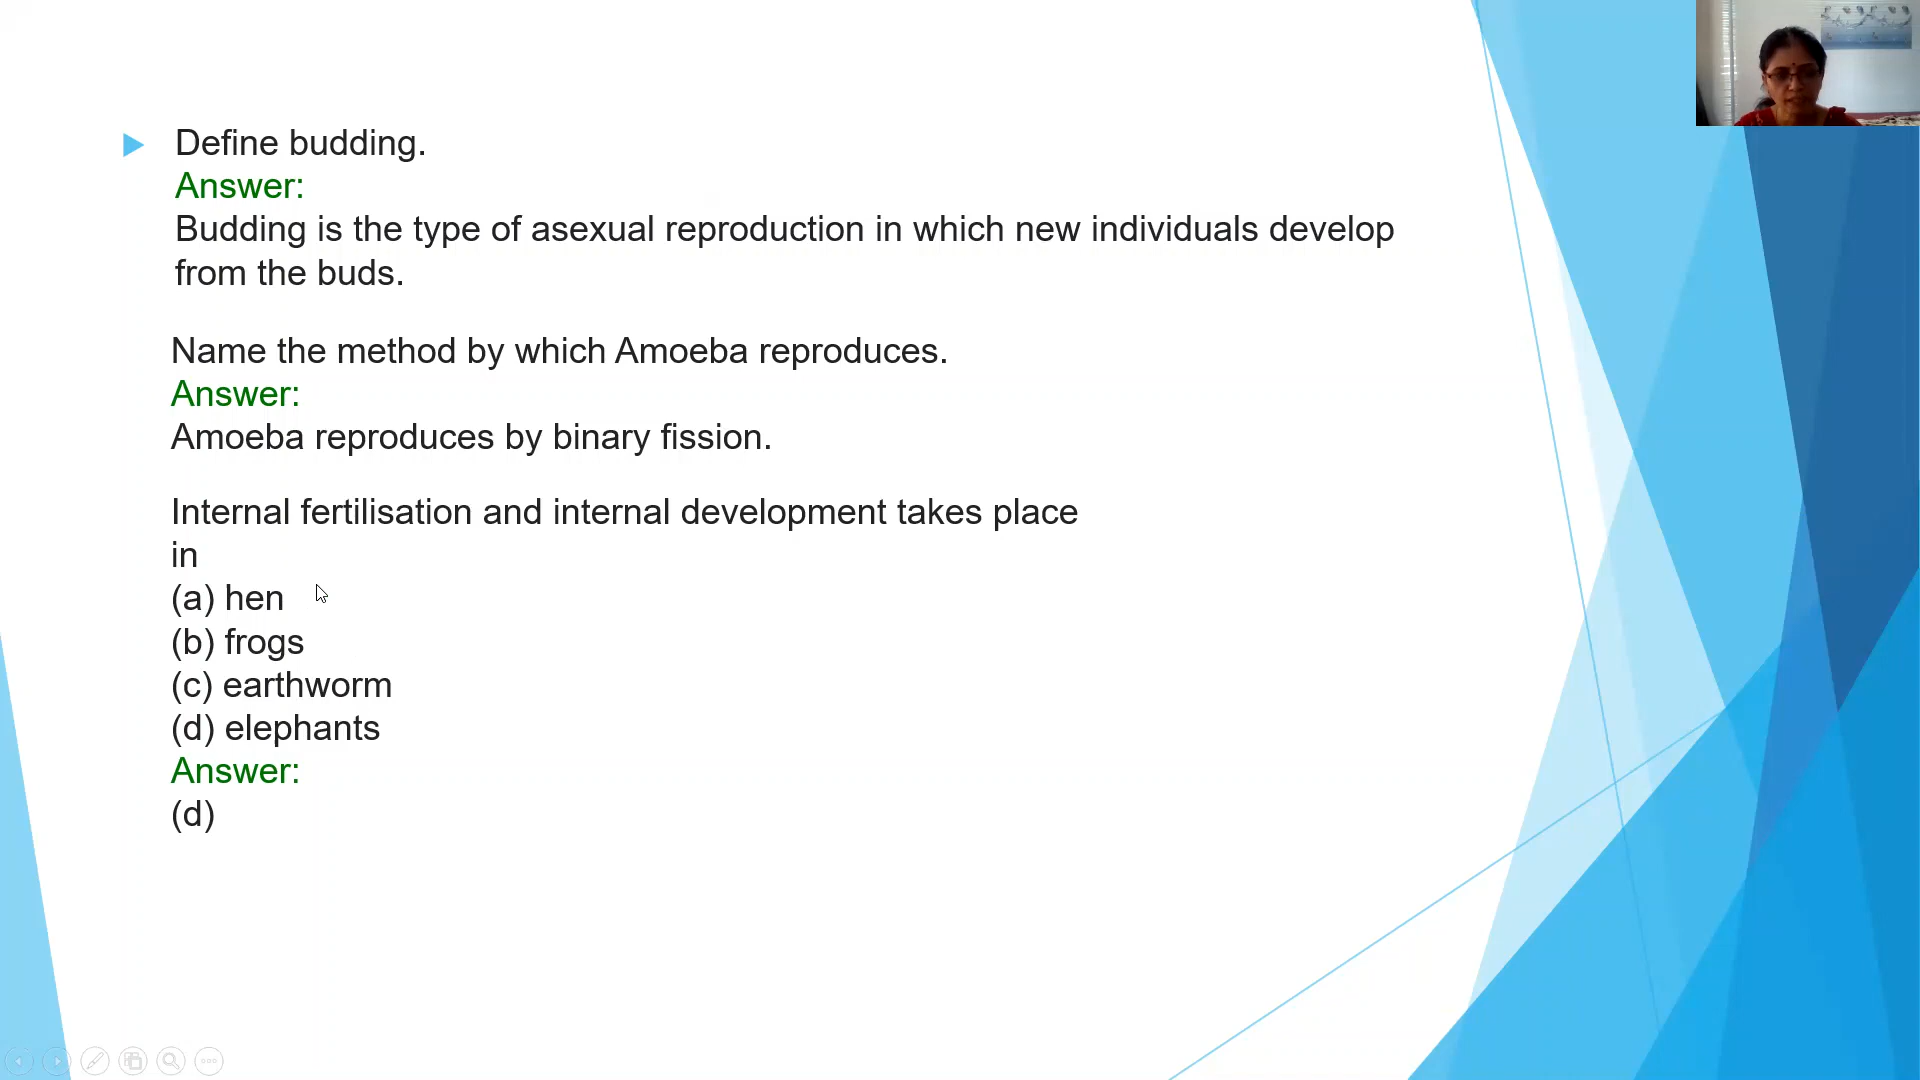 Define budding.
Answer:
Budding is the type of asexual reproduction in which new individuals develop
from the buds.
Name the method by which Amoeba reproduces.
Answer:
Amoeba reproduces by binary fission.
Internal fertilisation and internal development takes place
in
(a) hen
(b) frogs
(c) earthworm
(d) elephants
Answer:
(d)